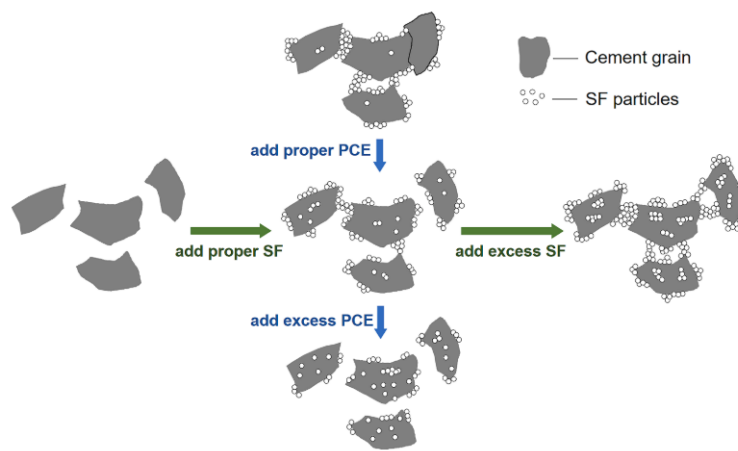 Cement grain
SF particles
add proper PCE
add proper SF
add excess SF
add excess PCE